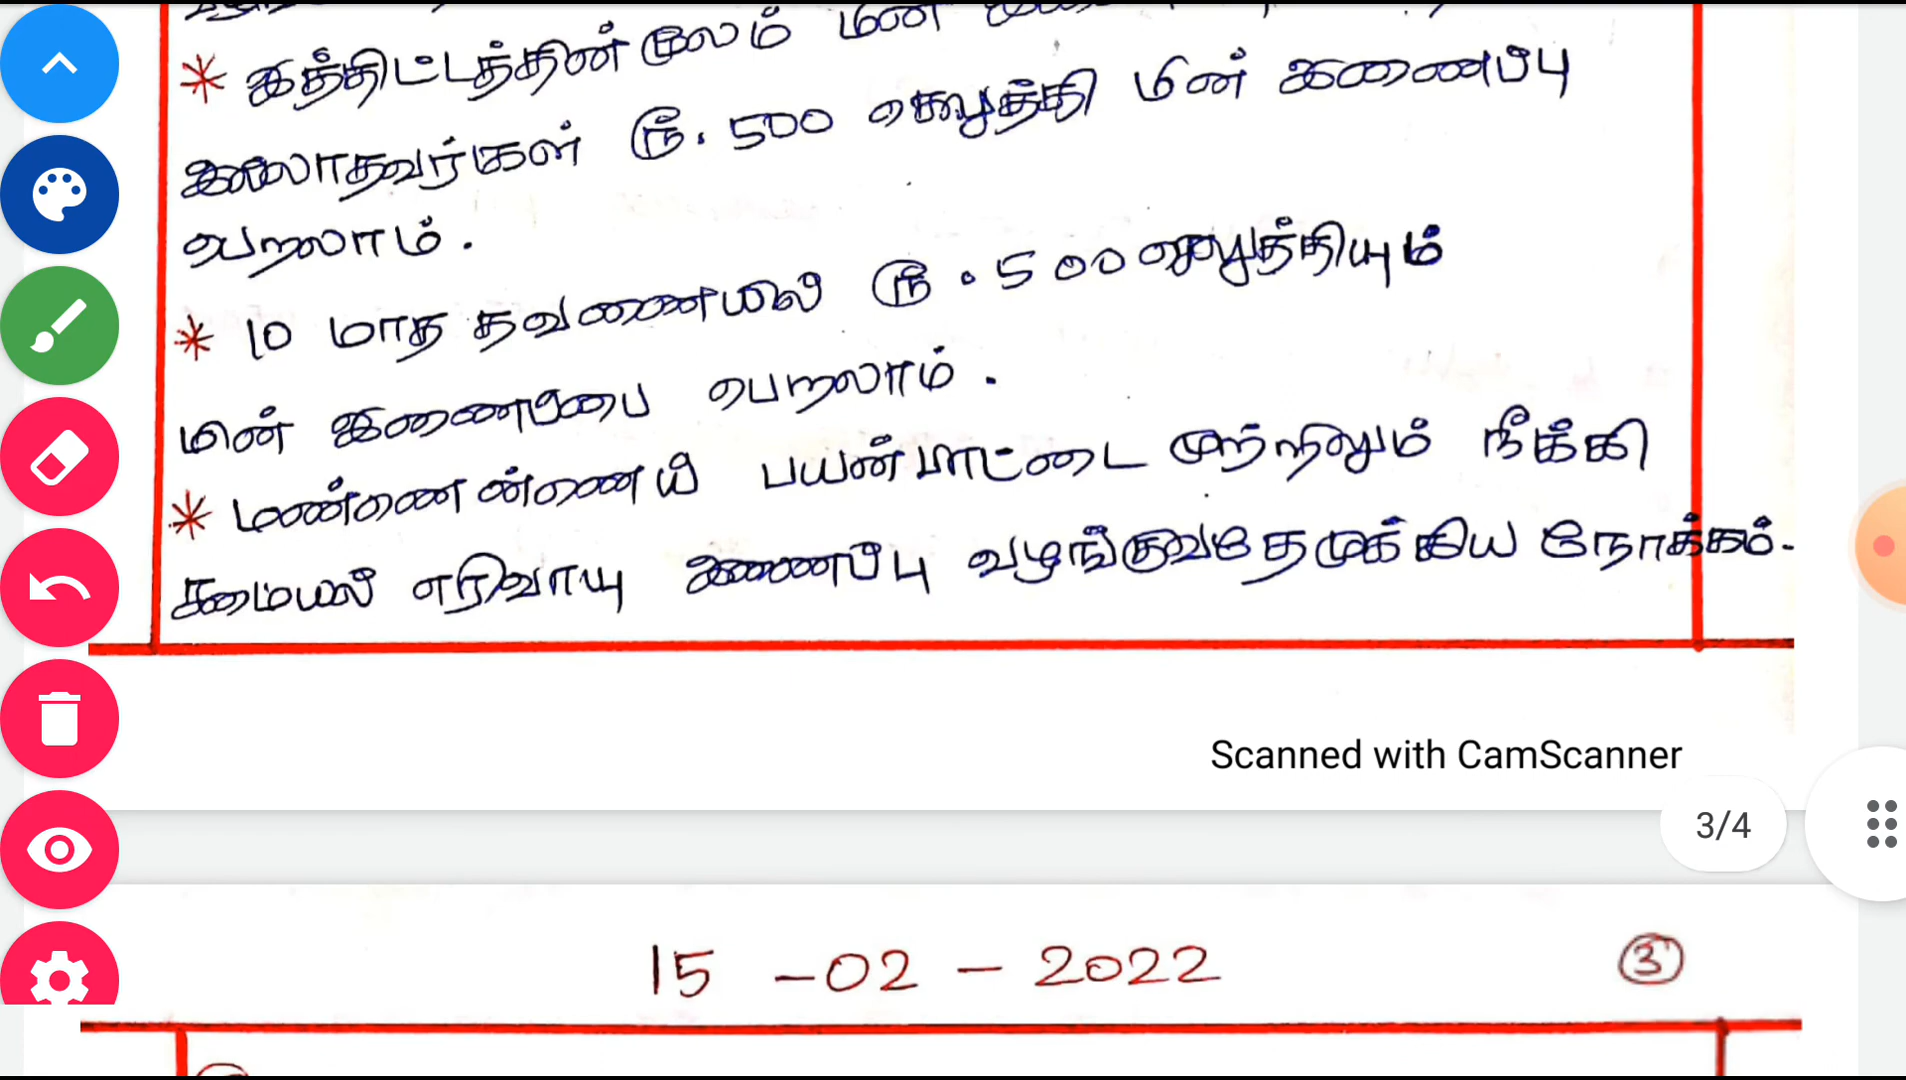 * இத்திட்டத்தின் மூலம் மின்
இல்லாதவர்கள் ரூ. 500 செலுத்தி மின் இணைப்பு
பெறலாம்.
* 10 மாத தவணையில் ரூ. 500 செலுத்தியும்
மின் இணைப்பை பெறலாம்.
* மண்ணெண்ணெய் பயன்பாட்டை முற்றிலும் நீக்கி
சமையல் எரிவாயு இணைப்பு வழங்குவதே முக்கிய நோக்கம்.
Scanned with CamScanner
3/4
15 -02 - 2022
3